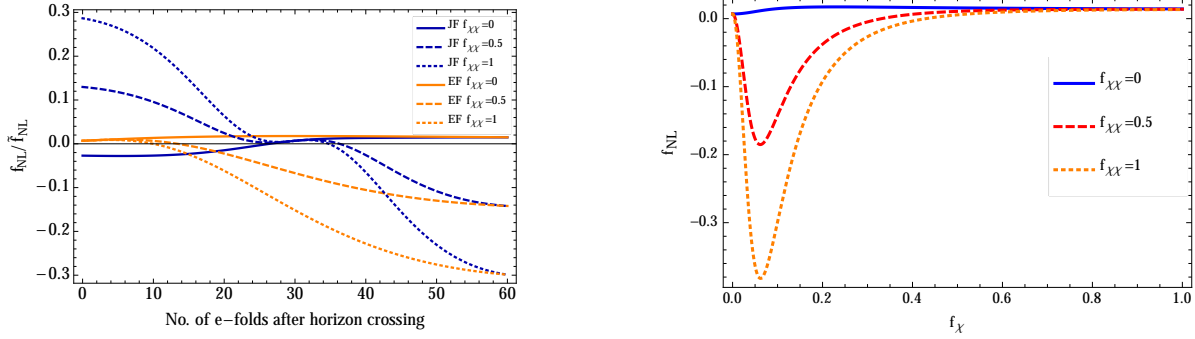 0.3
0.2
0.1
0.0
−0.1
−0.2
−0.3
f_NL/f̃_NL
0 10 20 30 40 50 60
No. of e−folds after horizon crossing
JF f_χχ=0
JF f_χχ=0.5
JF f_χχ=1
EF f_χχ=0
EF f_χχ=0.5
EF f_χχ=1
0.0
−0.1
−0.2
−0.3
f_NL
0.0 0.2 0.4 0.6 0.8 1.0
f_χ
f_χχ=0
f_χχ=0.5
f_χχ=1